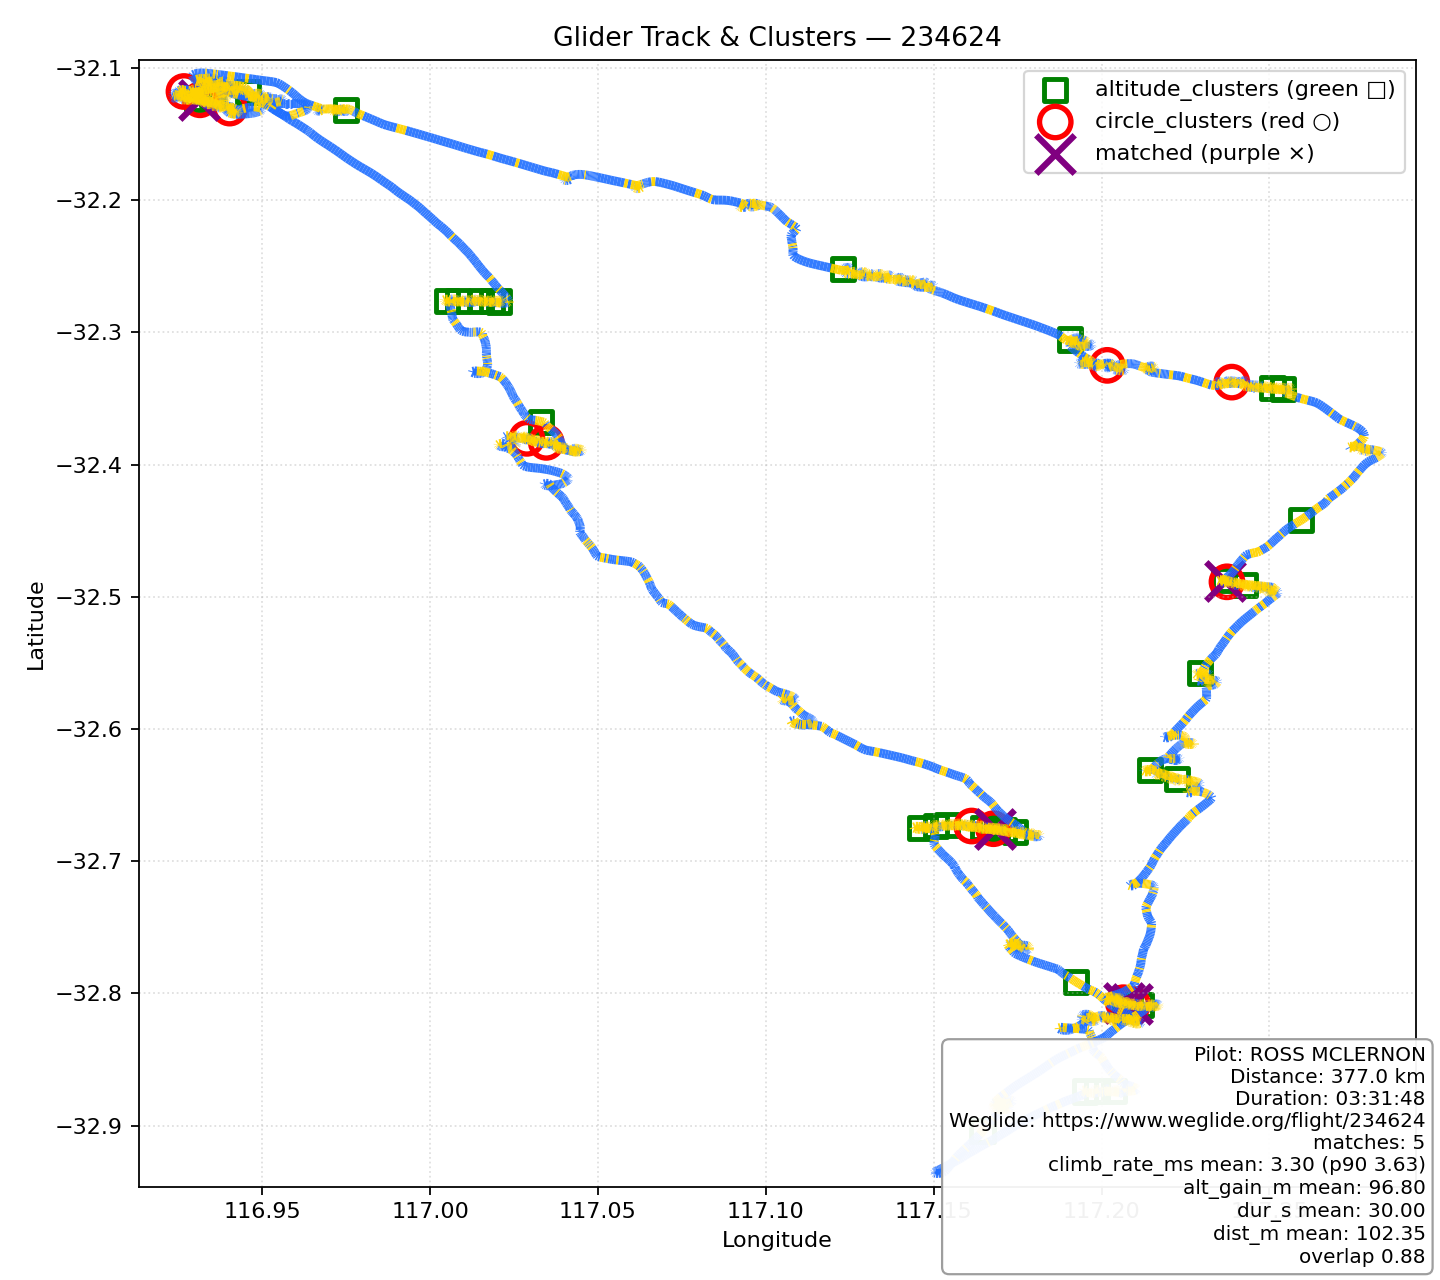 Glider Track & Clusters — 234624
altitude_clusters (green □)
circle_clusters (red ○)
matched (purple ×)
−32.1
−32.2
−32.3
−32.4
−32.5
−32.6
−32.7
−32.8
−32.9
Latitude
116.95
117.00
117.05
117.10
117.15
117.20
Longitude
Pilot: ROSS MCLERNON
Distance: 377.0 km
Duration: 03:31:48
Weglide: https://www.weglide.org/flight/234624
matches: 5
climb_rate_ms mean: 3.30 (p90 3.63)
alt_gain_m mean: 96.80
dur_s mean: 30.00
dist_m mean: 102.35
overlap 0.88